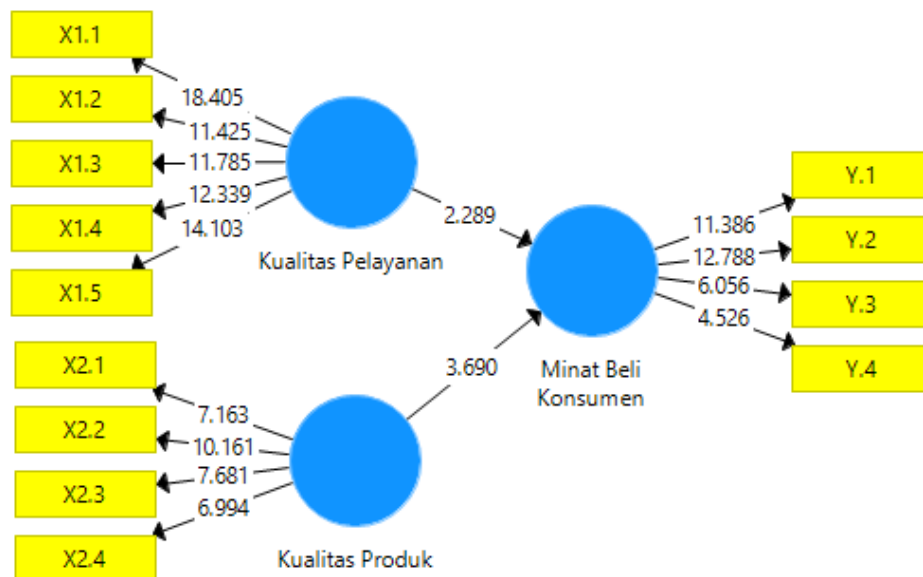 X1.1
X1.2
X1.3
X1.4
X1.5
18.405
11.425
11.785
12.339
14.103
Kualitas Pelayanan
2.289
X2.1
X2.2
X2.3
X2.4
7.163
10.161
7.681
6.994
Kualitas Produk
3.690
Minat Beli
Konsumen
11.386
12.788
6.056
4.526
Y.1
Y.2
Y.3
Y.4